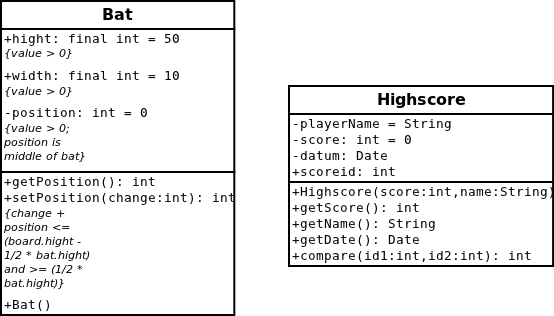 Bat
+hight: final int = 50
{value > 0}
+width: final int = 10
{value > 0}
-position: int = 0
{value > 0;
position is
middle of bat}
+getPosition(): int
+setPosition(change:int): int
{change +
position <=
(board.hight -
1/2 * bat.hight)
and >= (1/2 *
bat.hight)}
+Bat()
Highscore
-playerName = String
-score: int = 0
-datum: Date
+scoreid: int
+Highscore(score:int,name:String)
+getScore(): int
+getName(): String
+getDate(): Date
+compare(id1:int,id2:int): int